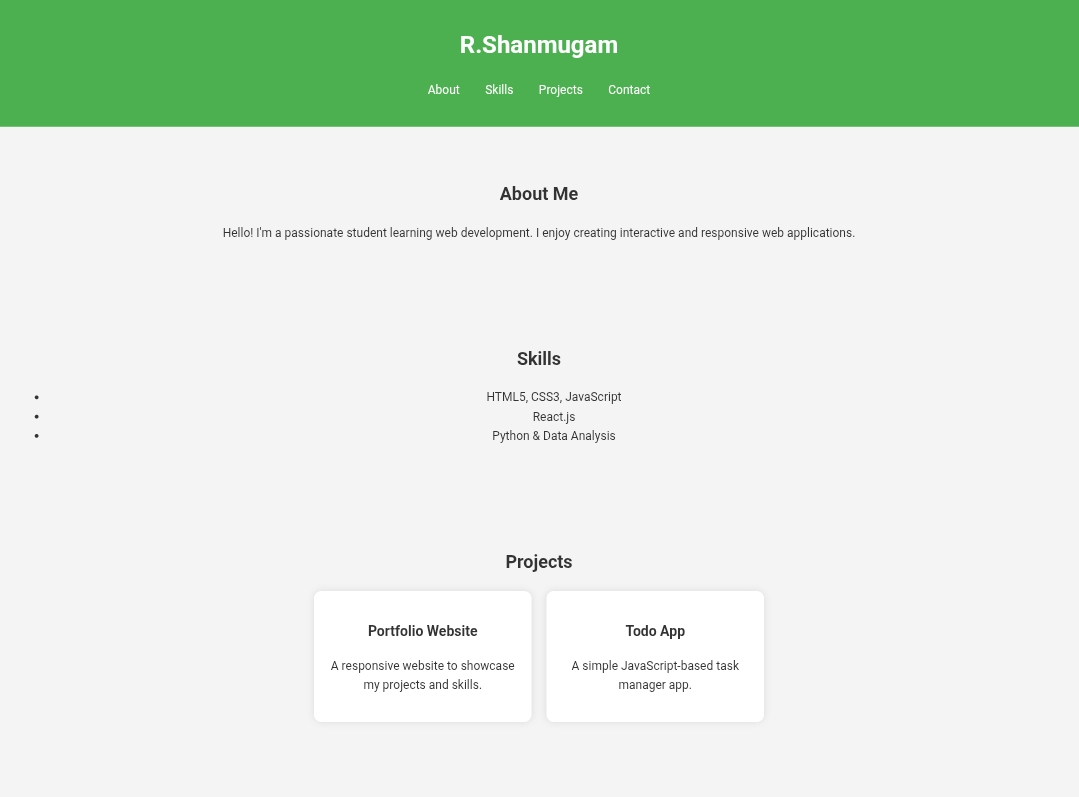 R.Shanmugam
About Skills Projects Contact
About Me
Hello! I'm a passionate student learning web development. I enjoy creating interactive and responsive web applications.
Skills
• HTML5, CSS3, JavaScript
• React.js
• Python & Data Analysis
Projects
Portfolio Website
A responsive website to showcase
my projects and skills.
Todo App
A simple JavaScript-based task
manager app.